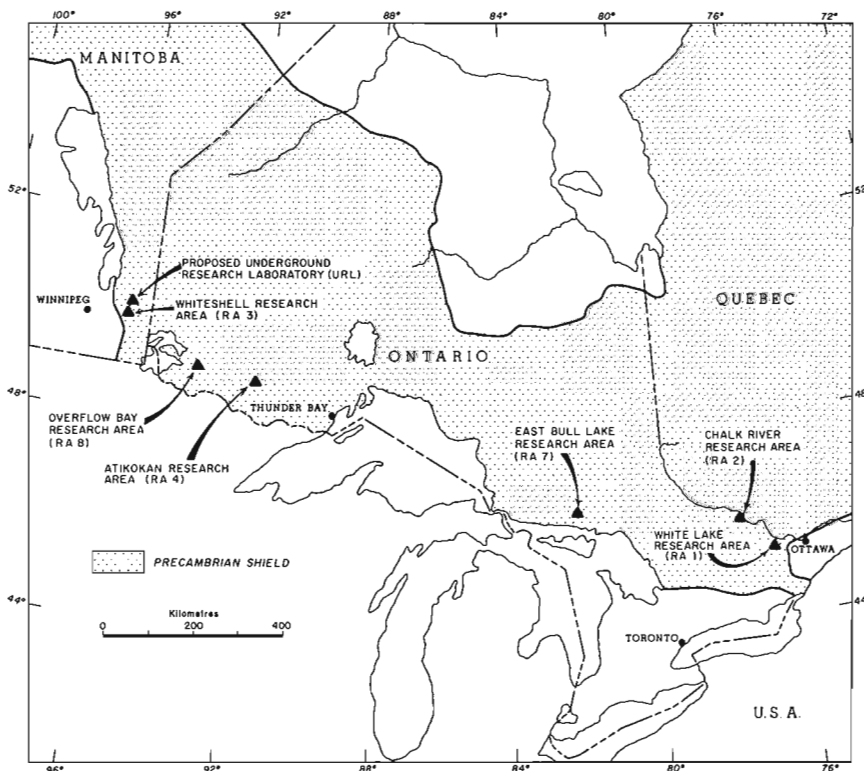 100° 96° 92° 88° 84° 80° 76° 72°
MANITOBA
52°
52°
PROPOSED UNDERGROUND
RESEARCH LABORATORY (URL)
WINNIPEG
WHITESHELL RESEARCH
AREA (RA 3)
QUEBEC
ONTARIO
48°
48°
THUNDER BAY
OVERFLOW BAY
RESEARCH AREA
(RA 8)
ATIKOKAN RESEARCH
AREA (RA 4)
EAST BULL LAKE
RESEARCH AREA
(RA 7)
CHALK RIVER
RESEARCH AREA
(RA 2)
WHITE LAKE
RESEARCH AREA
(RA 1)
OTTAWA
PRECAMBRIAN SHIELD
44°
44°
Kilometres
0 200 400
TORONTO
U.S.A.
96° 92° 88° 84° 80° 76°